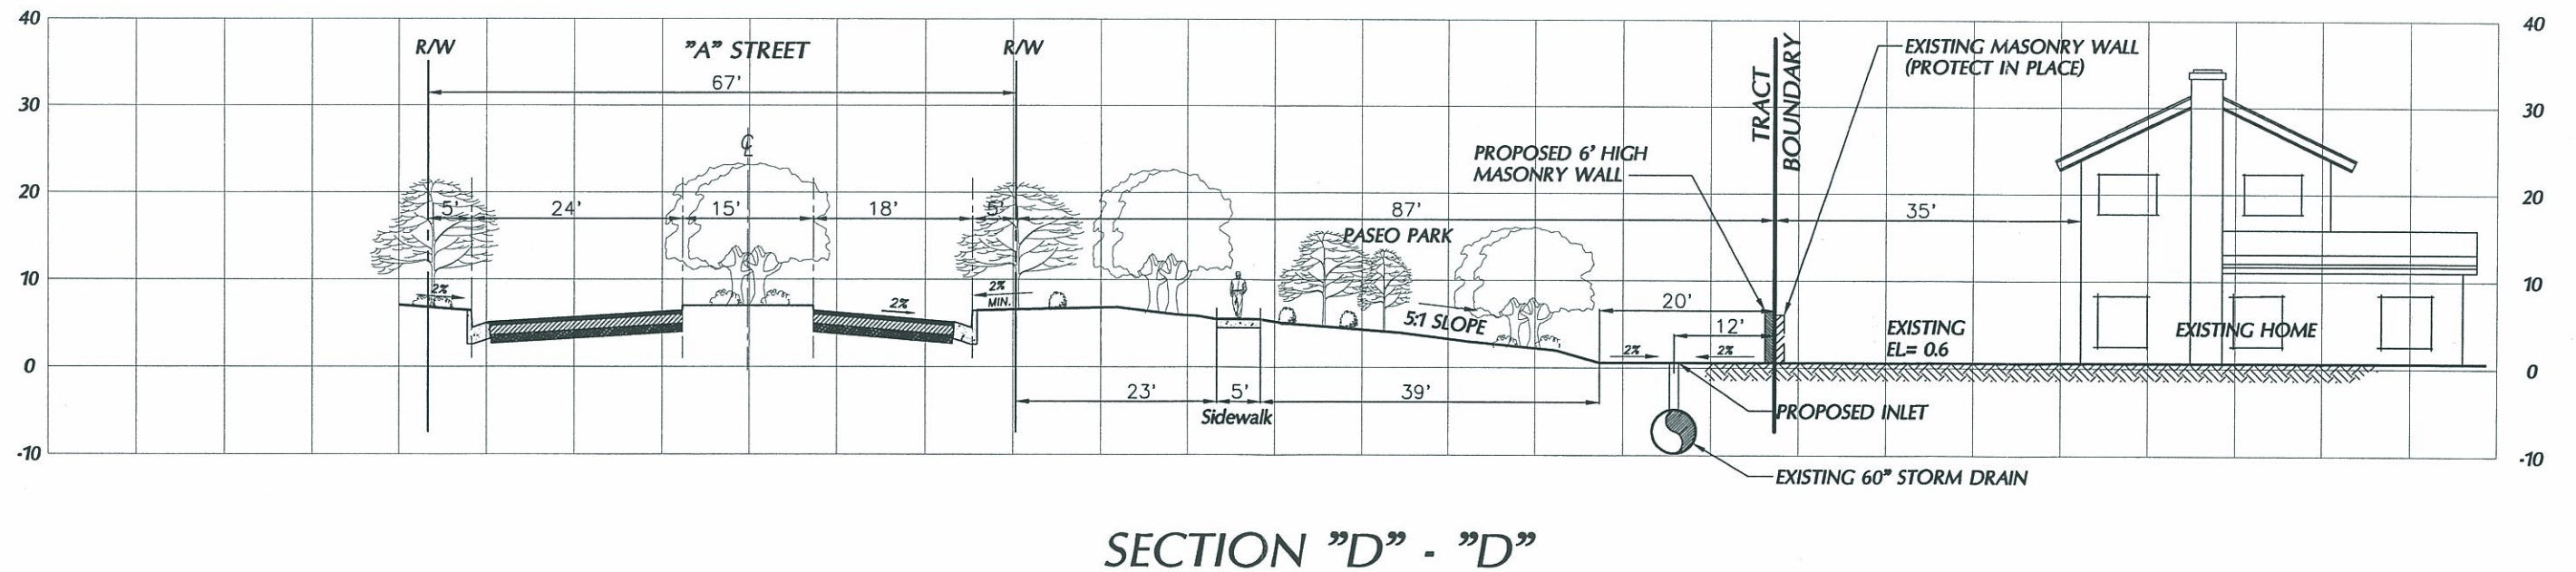 40
40
R/W
"A" STREET
R/W
TRACT
BOUNDARY
EXISTING MASONRY WALL
(PROTECT IN PLACE)
67'
30
30
℄
PROPOSED 6' HIGH
MASONRY WALL
20
20
5'
24'
15'
18'
5'
87'
35'
PASEO PARK
10
10
2%
2%
2%
MIN.
5:1 SLOPE
20'
12'
2%
2%
EXISTING
EL= 0.6
EXISTING HOME
0
0
23'
5'
39'
Sidewalk
PROPOSED INLET
-10
-10
EXISTING 60" STORM DRAIN
SECTION "D" - "D"